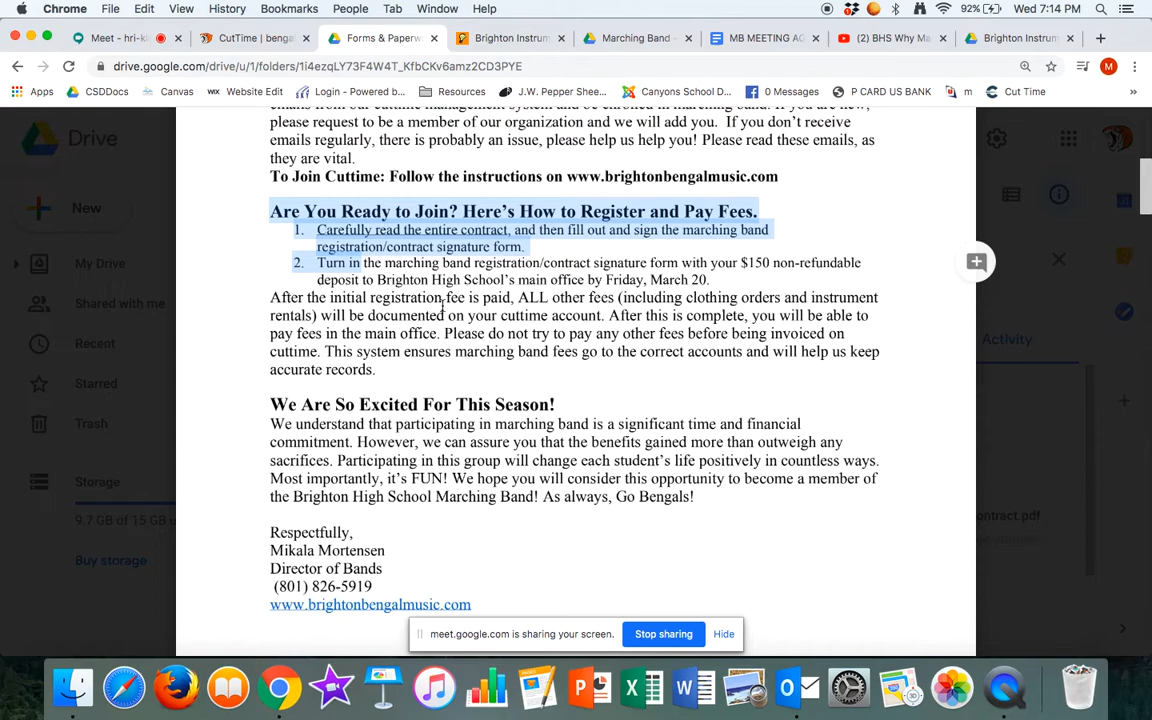 Chrome File Edit View History Bookmarks People Tab Window Help 92% Wed 7:14 PM
Meet - hri-k CutTime | benga Forms & Paperw Brighton Instrum Marching Band - MB MEETING AG (2) BHS Why Ma Brighton Instrum
drive.google.com/drive/u/1/folders/1i4ezqLY73F4W4T_KfbCKv6amz2CD3PYE
Apps CSDDocs Canvas Website Edit Login - Powered b... Resources J.W. Pepper Shee... Canyons School D... 0 Messages P CARD US BANK m Cut Time
Drive
New
My Drive
Shared with me
Recent
Starred
Trash
Storage
9.7 GB of 15 GB
Buy storage
Activity
ontract.pdf
please request to be a member of our organization and we will add you. If you don't receive
emails regularly, there is probably an issue, please help us help you! Please read these emails, as
they are vital.
To Join Cuttime: Follow the instructions on www.brightonbengalmusic.com
Are You Ready to Join? Here's How to Register and Pay Fees.
1. Carefully read the entire contract, and then fill out and sign the marching band
registration/contract signature form.
2. Turn in the marching band registration/contract signature form with your $150 non-refundable
deposit to Brighton High School's main office by Friday, March 20.
After the initial registration fee is paid, ALL other fees (including clothing orders and instrument
rentals) will be documented on your cuttime account. After this is complete, you will be able to
pay fees in the main office. Please do not try to pay any other fees before being invoiced on
cuttime. This system ensures marching band fees go to the correct accounts and will help us keep
accurate records.
We Are So Excited For This Season!
We understand that participating in marching band is a significant time and financial
commitment. However, we can assure you that the benefits gained more than outweigh any
sacrifices. Participating in this group will change each student's life positively in countless ways.
Most importantly, it's FUN! We hope you will consider this opportunity to become a member of
the Brighton High School Marching Band! As always, Go Bengals!
Respectfully,
Mikala Mortensen
Director of Bands
(801) 826-5919
www.brightonbengalmusic.com
meet.google.com is sharing your screen. Stop sharing Hide